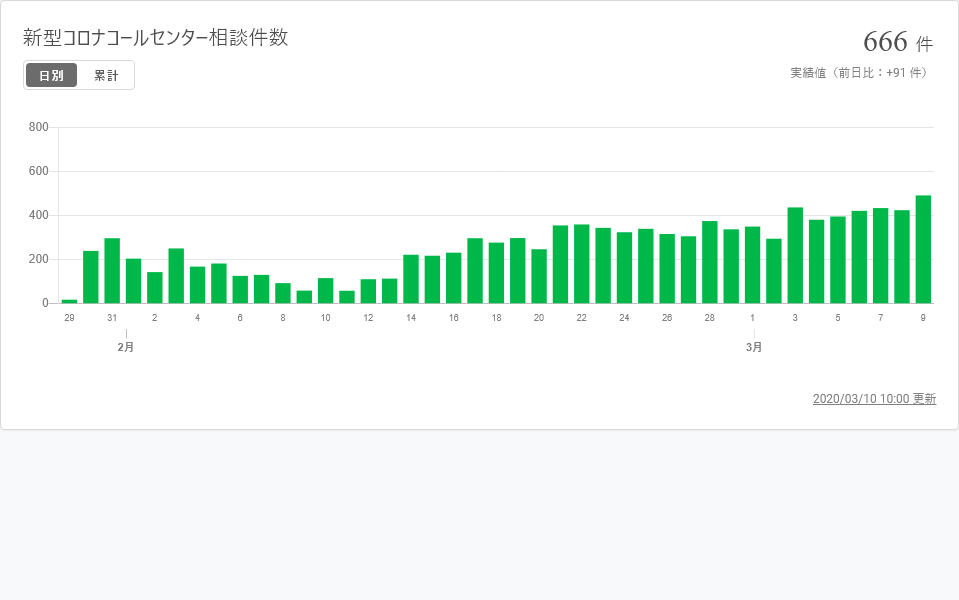 新型コロナコールセンター相談件数
666 件
日別 累計
実績値（前日比：+91 件）
800
600
400
200
0
29 31 2 4 6 8 10 12 14 16 18 20 22 24 26 28 1 3 5 7 9
2月 3月
2020/03/10 10:00 更新